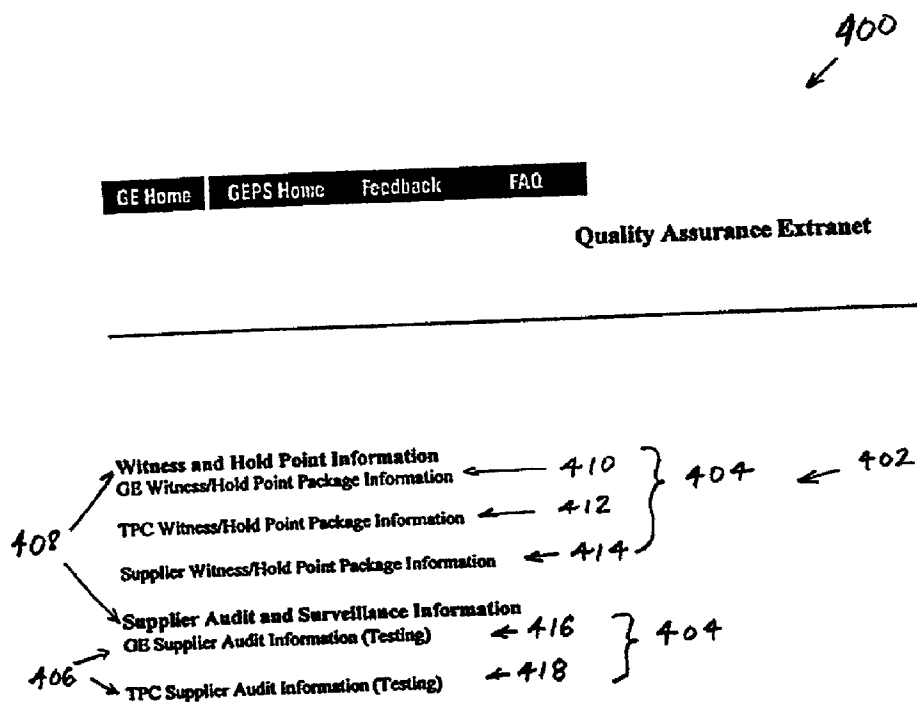 400
GE Home GEPS Home Feedback FAQ
Quality Assurance Extranet
Witness and Hold Point Information
GE Witness/Hold Point Package Information 410
404 402
TPC Witness/Hold Point Package Information 412
408
Supplier Witness/Hold Point Package Information 414
Supplier Audit and Surveillance Information
GE Supplier Audit Information (Testing) 416
404
406
TPC Supplier Audit Information (Testing) 418